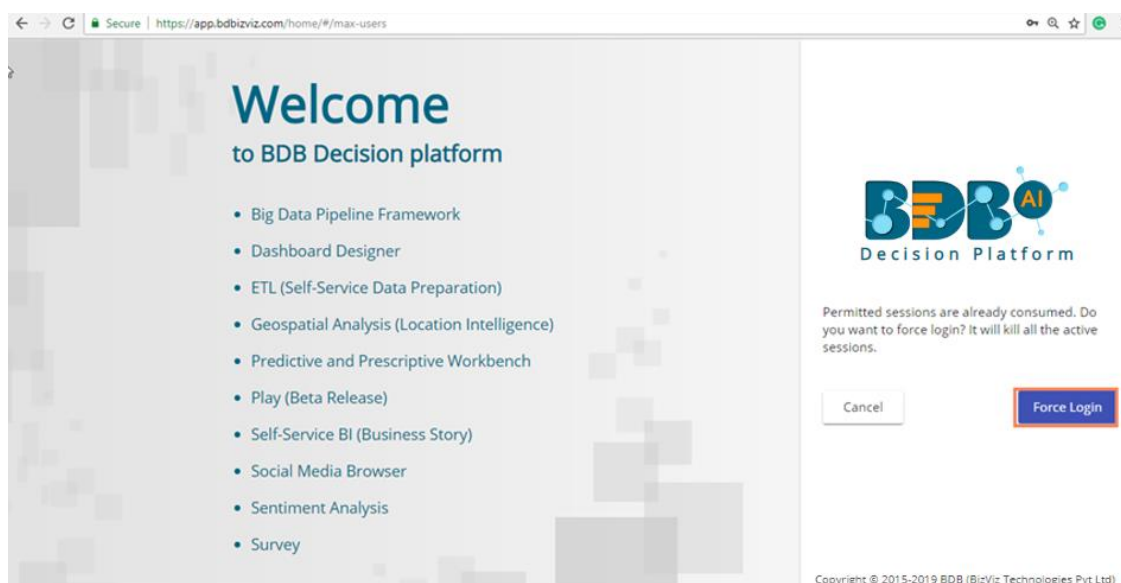 Secure | https://app.bdbizviz.com/home/#/max-users
Welcome
to BDB Decision platform
• Big Data Pipeline Framework
• Dashboard Designer
• ETL (Self-Service Data Preparation)
• Geospatial Analysis (Location Intelligence)
• Predictive and Prescriptive Workbench
• Play (Beta Release)
• Self-Service BI (Business Story)
• Social Media Browser
• Sentiment Analysis
• Survey
BDB AI
Decision Platform
Permitted sessions are already consumed. Do
you want to force login? It will kill all the active
sessions.
Cancel
Force Login
Copyright © 2015-2019 BDB (BizViz Technologies Pvt Ltd)